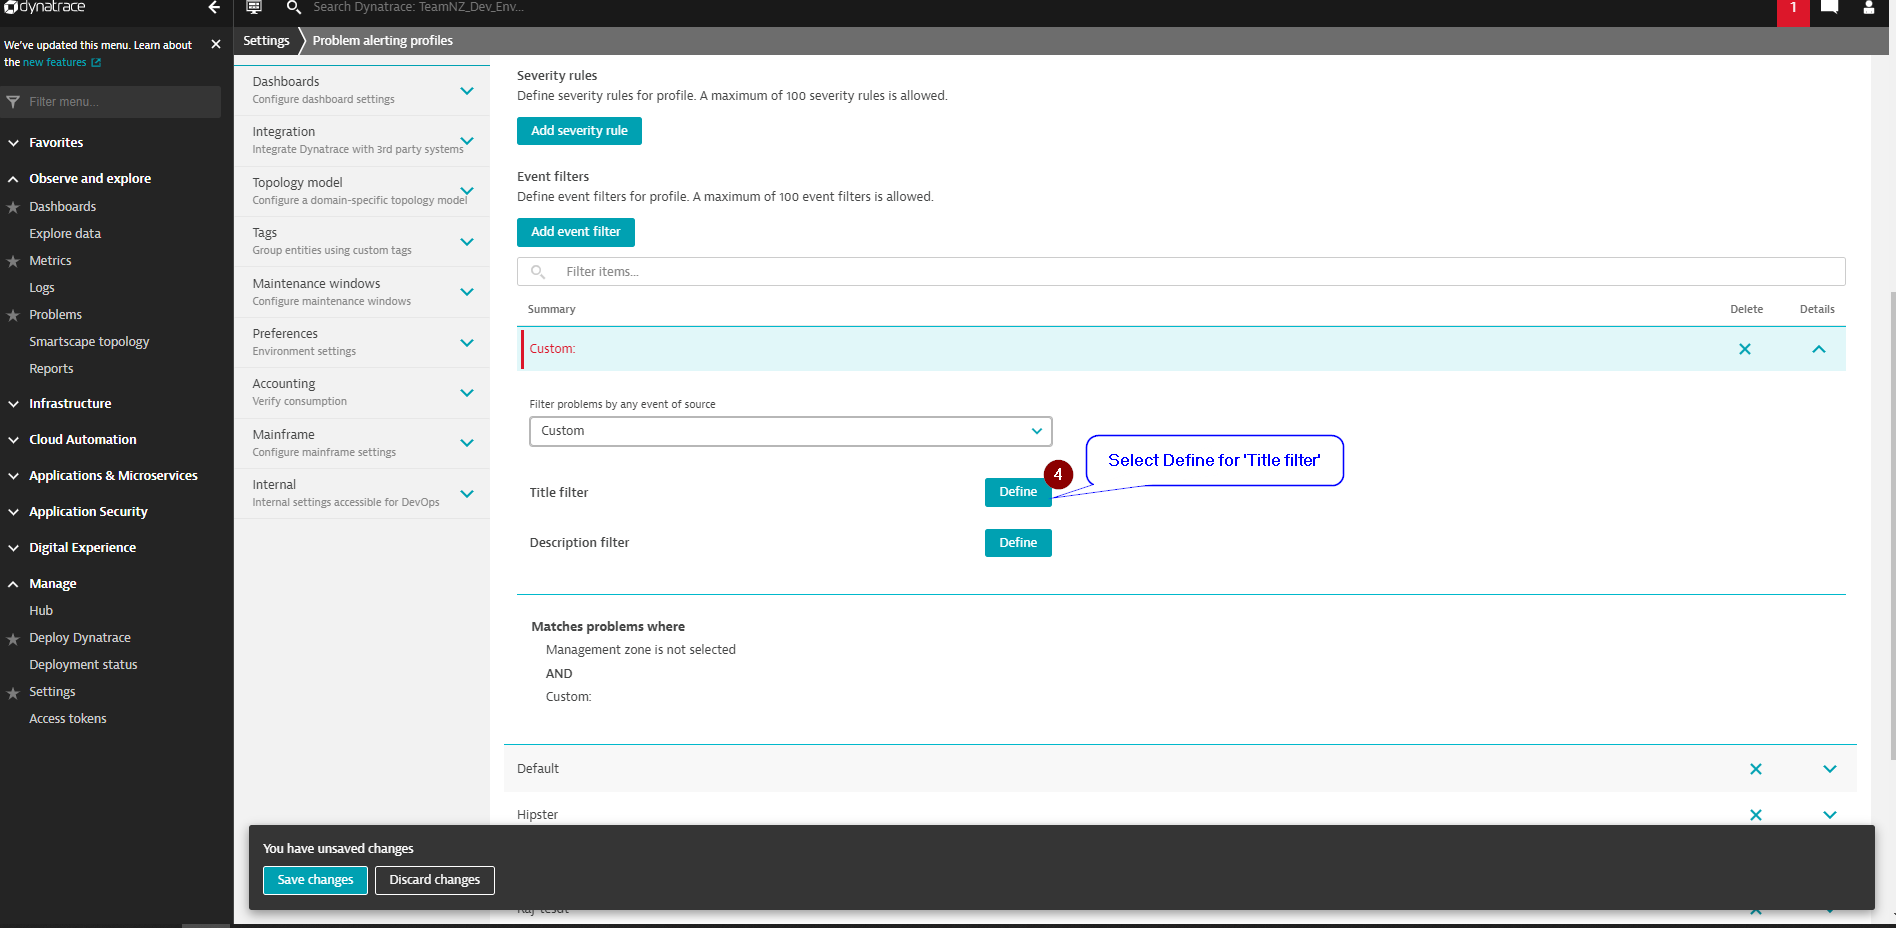 dynatrace
Search Dynatrace: TeamNZ_Dev_Env...
1
We've updated this menu. Learn about
the new features
Filter menu...
Favorites
Observe and explore
Dashboards
Explore data
Metrics
Logs
Problems
Smartscape topology
Reports
Infrastructure
Cloud Automation
Applications & Microservices
Application Security
Digital Experience
Manage
Hub
Deploy Dynatrace
Deployment status
Settings
Access tokens
Settings
Problem alerting profiles
Dashboards
Configure dashboard settings
Integration
Integrate Dynatrace with 3rd party systems
Topology model
Configure a domain-specific topology model
Tags
Group entities using custom tags
Maintenance windows
Configure maintenance windows
Preferences
Environment settings
Accounting
Verify consumption
Mainframe
Configure mainframe settings
Internal
Internal settings accessible for DevOps
Severity rules
Define severity rules for profile. A maximum of 100 severity rules is allowed.
Add severity rule
Event filters
Define event filters for profile. A maximum of 100 event filters is allowed.
Add event filter
Filter items...
Summary Delete Details
Custom:
Filter problems by any event of source
Custom
4
Select Define for 'Title filter'
Title filter Define
Description filter Define
Matches problems where
Management zone is not selected
AND
Custom:
Default
Hipster
You have unsaved changes
Save changes Discard changes